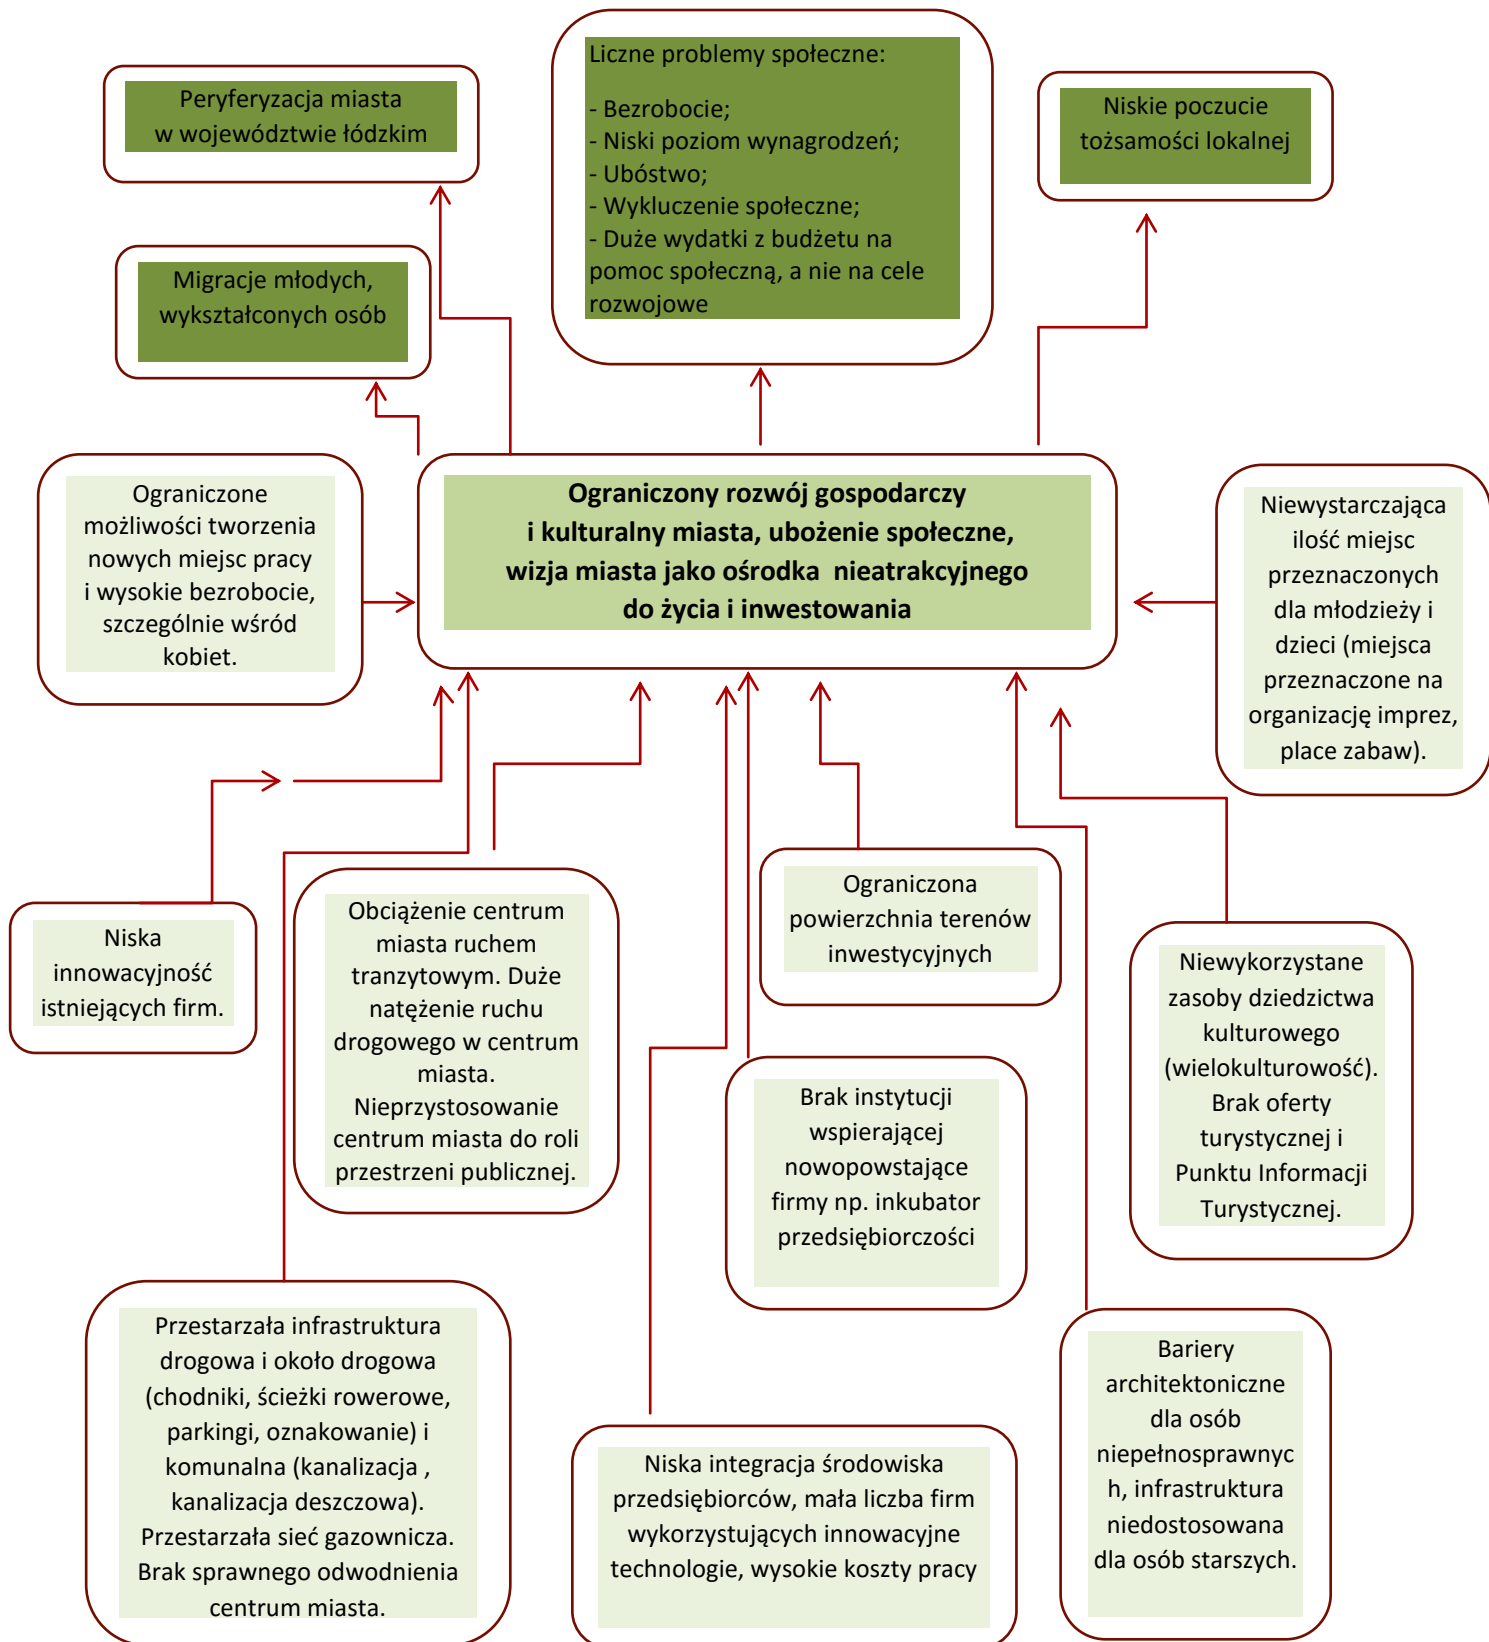 Liczne problemy społeczne:
- Bezrobocie;
- Niski poziom wynagrodzeń;
- Ubóstwo;
- Wykluczenie społeczne;
- Duże wydatki z budżetu na
pomoc społeczną, a nie na cele
rozwojowe
Peryferyzacja miasta
w województwie łódzkim
Niskie poczucie
tożsamości lokalnej
Migracje młodych,
wykształconych osób
Ograniczone
możliwości tworzenia
nowych miejsc pracy
i wysokie bezrobocie,
szczególnie wśród
kobiet.
Ograniczony rozwój gospodarczy
i kulturalny miasta, ubożenie społeczne,
wizja miasta jako ośrodka  nieatrakcyjnego
do życia i inwestowania
Niewystarczająca
ilość miejsc
przeznaczonych
dla młodzieży i
dzieci (miejsca
przeznaczone na
organizację imprez,
place zabaw).
Niska
innowacyjność
istniejących firm.
Obciążenie centrum
miasta ruchem
tranzytowym. Duże
natężenie ruchu
drogowego w centrum
miasta.
Nieprzystosowanie
centrum miasta do roli
przestrzeni publicznej.
Ograniczona
powierzchnia terenów
inwestycyjnych
Niewykorzystane
zasoby dziedzictwa
kulturowego
(wielokulturowość).
Brak oferty
turystycznej i
Punktu Informacji
Turystycznej.
Brak instytucji
wspierającej
nowopowstające
firmy np. inkubator
przedsiębiorczości
Przestarzała infrastruktura
drogowa i około drogowa
(chodniki, ścieżki rowerowe,
parkingi, oznakowanie) i
komunalna (kanalizacja ,
kanalizacja deszczowa).
Przestarzała sieć gazownicza.
Brak sprawnego odwodnienia
centrum miasta.
Niska integracja środowiska
przedsiębiorców, mała liczba firm
wykorzystujących innowacyjne
technologie, wysokie koszty pracy
Bariery
architektoniczne
dla osób
niepełnosprawnyc
h, infrastruktura
niedostosowana
dla osób starszych.